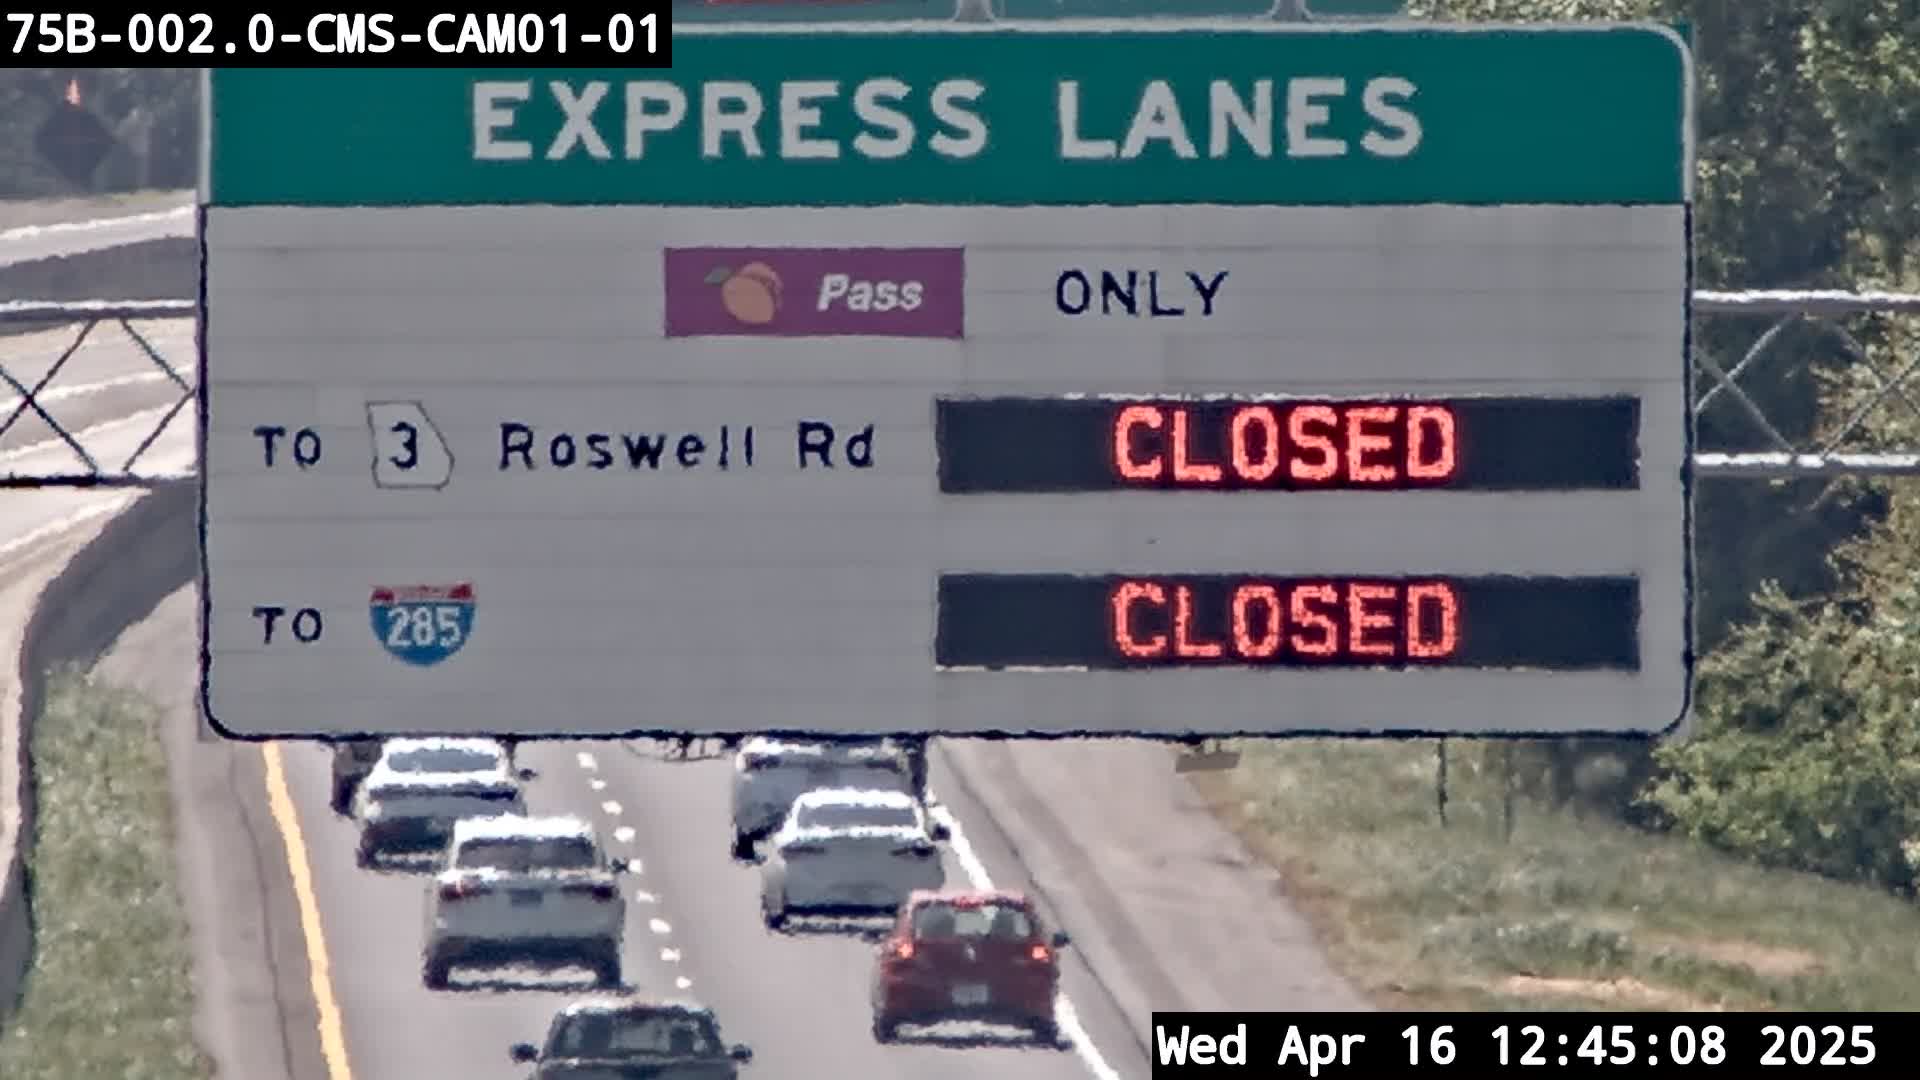 75B-002.0-CMS-CAM01-01
EXPRESS LANES
Pass ONLY
TO 3 Roswell Rd CLOSED
TO 285 CLOSED
Wed Apr 16 12:45:08 2025